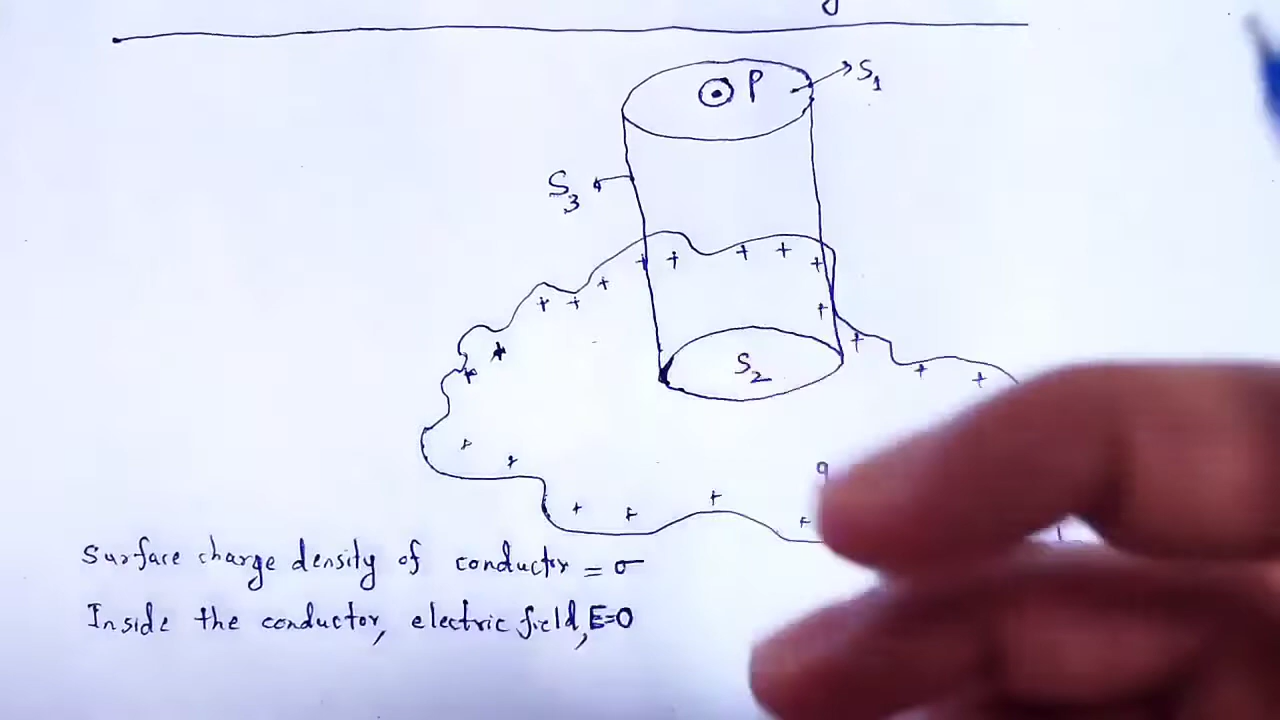 P
S1
S3
+ + + + +
+ + + +
+ + + + +
S2
q
+ + + + +
Surface charge density of conductor = σ
Inside the conductor, electric field, E=0